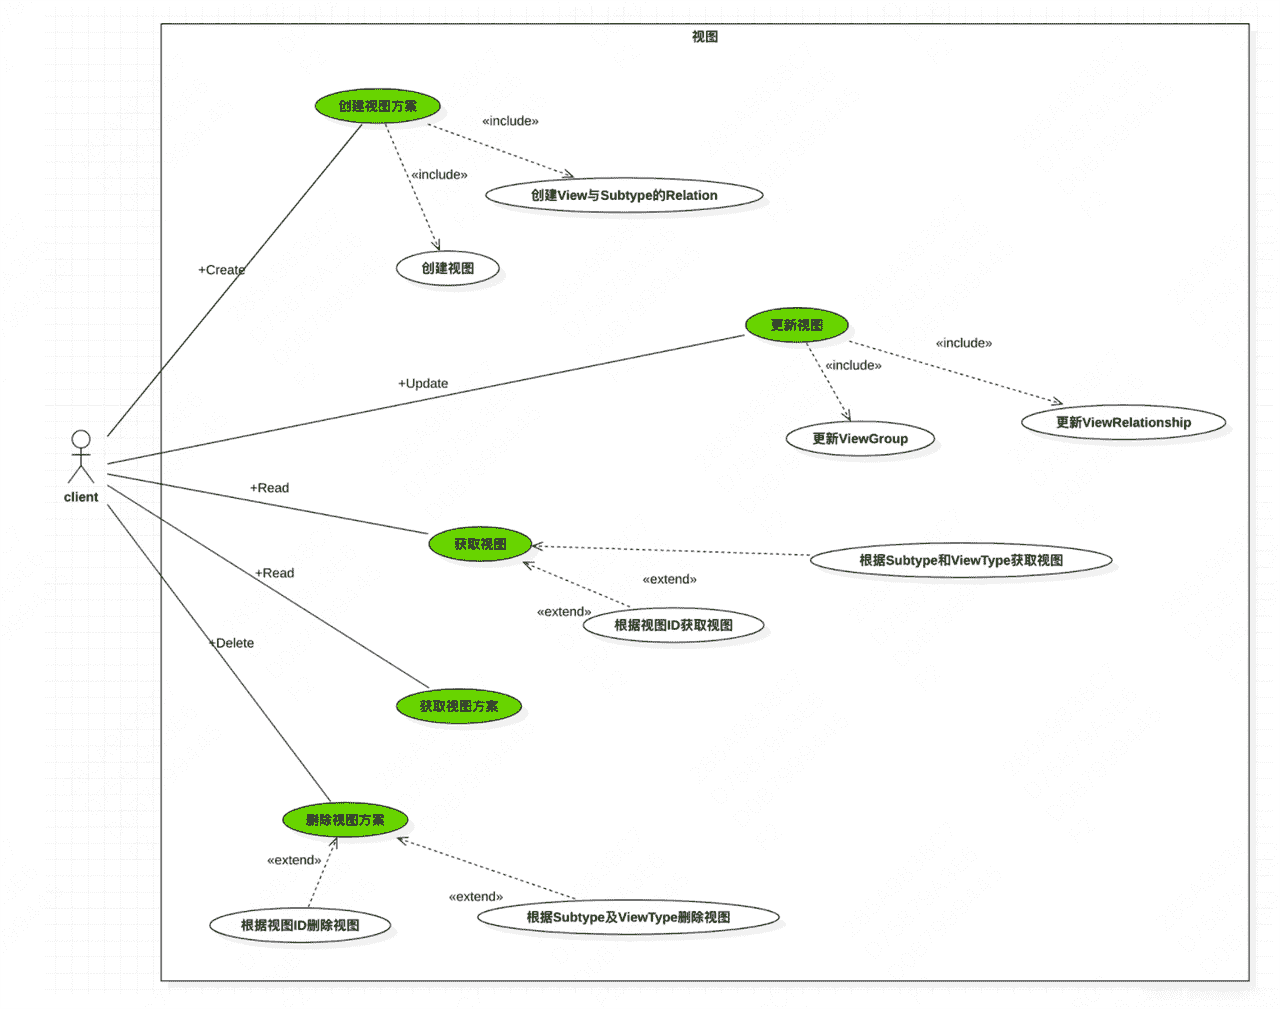 视图
创建视图方案
«include»
«include»
创建View与Subtype的Relation
创建视图
+Create
更新视图
«include»
«include»
+Update
更新ViewRelationship
更新ViewGroup
client
+Read
获取视图
根据Subtype和ViewType获取视图
+Read
«extend»
«extend»
根据视图ID获取视图
+Delete
获取视图方案
删除视图方案
«extend»
«extend»
根据视图ID删除视图
根据Subtype及ViewType删除视图